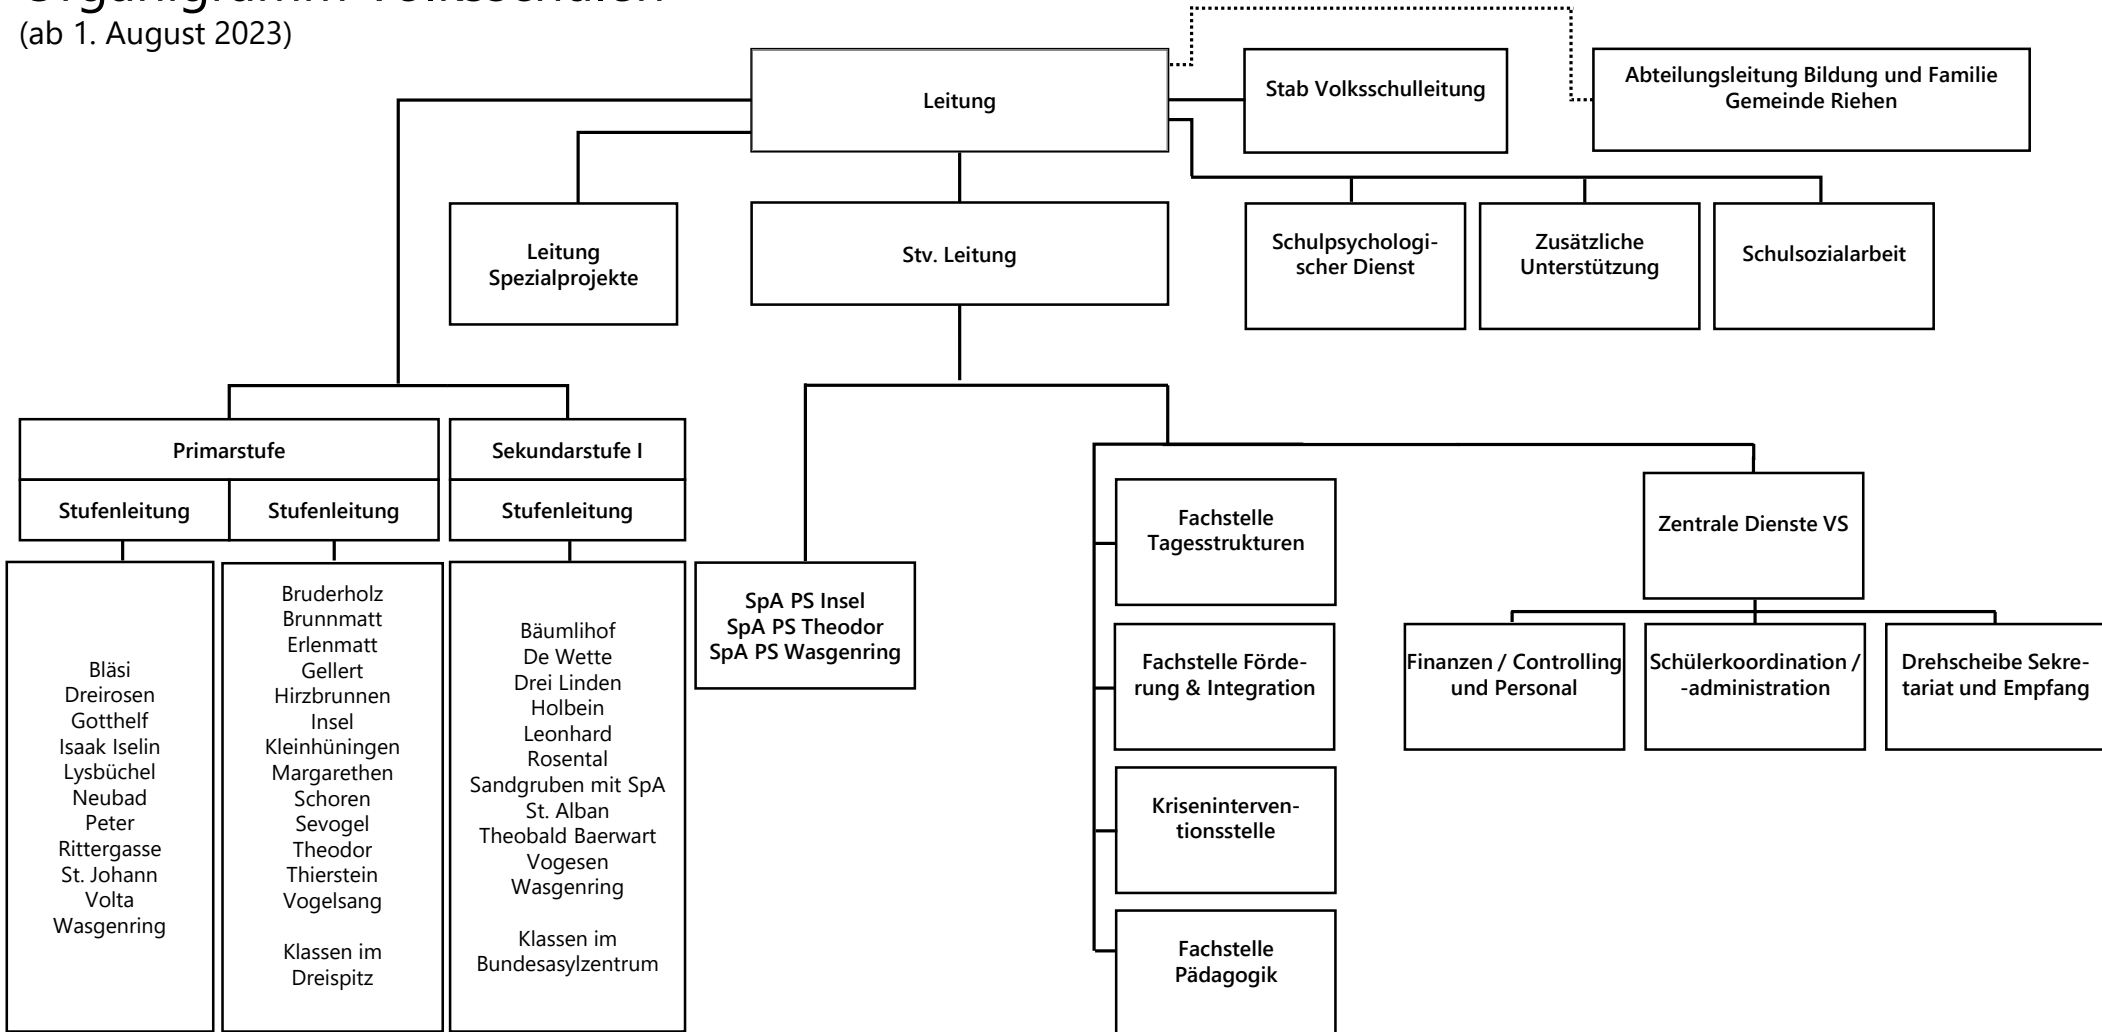 Organigramm Volksschulen
(ab 1. August 2023)
Leitung
Stab Volksschulleitung
Abteilungsleitung Bildung und Familie
Gemeinde Riehen
Leitung
Spezialprojekte
Stv. Leitung
Schulpsychologi-
scher Dienst
Zusätzliche
Unterstützung
Schulsozialarbeit
Primarstufe
Stufenleitung
Stufenleitung
Sekundarstufe I
Stufenleitung
Bläsi
Dreirosen
Gotthelf
Isaak Iselin
Lysbüchel
Neubad
Peter
Rittergasse
St. Johann
Volta
Wasgenring
Bruderholz
Brunnmatt
Erlenmatt
Gellert
Hirzbrunnen
Insel
Kleinhüningen
Margarethen
Schoren
Sevogel
Theodor
Thierstein
Vogelsang
Klassen im
Dreispitz
Bäumlihof
De Wette
Drei Linden
Holbein
Leonhard
Rosental
Sandgruben mit SpA
St. Alban
Theobald Baerwart
Vogesen
Wasgenring
Klassen im
Bundesasylzentrum
SpA PS Insel
SpA PS Theodor
SpA PS Wasgenring
Fachstelle
Tagesstrukturen
Fachstelle Förde-
rung & Integration
Kriseninterven-
tionsstelle
Fachstelle
Pädagogik
Zentrale Dienste VS
Finanzen / Controlling
und Personal
Schülerkoordination /
-administration
Drehscheibe Sekre-
tariat und Empfang